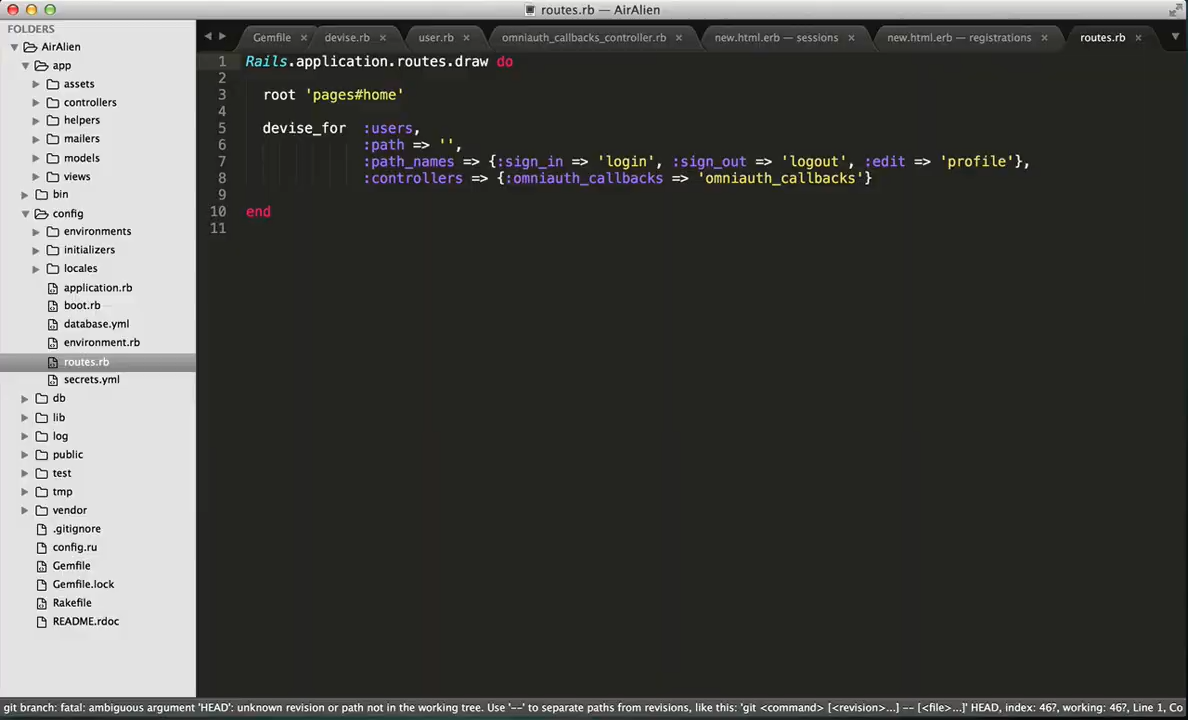 routes.rb — AirAlien
FOLDERS
AirAlien
app
assets
controllers
helpers
mailers
models
views
bin
config
environments
initializers
locales
application.rb
boot.rb
database.yml
environment.rb
routes.rb
secrets.yml
db
lib
log
public
test
tmp
vendor
.gitignore
config.ru
Gemfile
Gemfile.lock
Rakefile
README.rdoc
Gemfile × devise.rb × user.rb × omniauth_callbacks_controller.rb × new.html.erb — sessions × new.html.erb — registrations × routes.rb ×
1 Rails.application.routes.draw do
2
3 root 'pages#home'
4
5 devise_for :users,
6 :path => '',
7 :path_names => {:sign_in => 'login', :sign_out => 'logout', :edit => 'profile'},
8 :controllers => {:omniauth_callbacks => 'omniauth_callbacks'}
9
10 end
11
git branch: fatal: ambiguous argument 'HEAD': unknown revision or path not in the working tree. Use '--' to separate paths from revisions, like this: 'git <command> [<revision>...] -- [<file>...]' HEAD, index: 46?, working: 46?, Line 1, Co